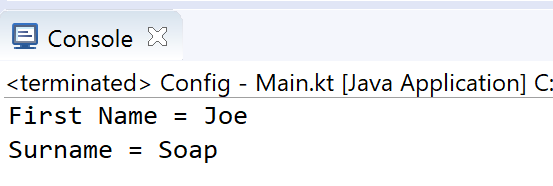 Console
<terminated> Config - Main.kt [Java Application] C:
First Name = Joe
Surname = Soap